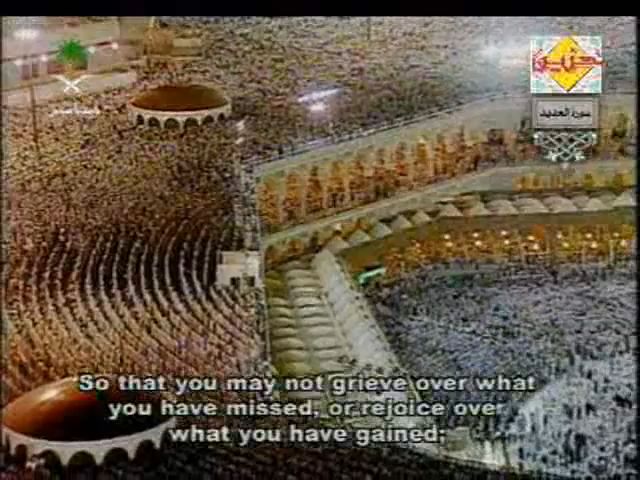 سورة الحديد
So that you may not grieve over what
you have missed, or rejoice over
what you have gained;